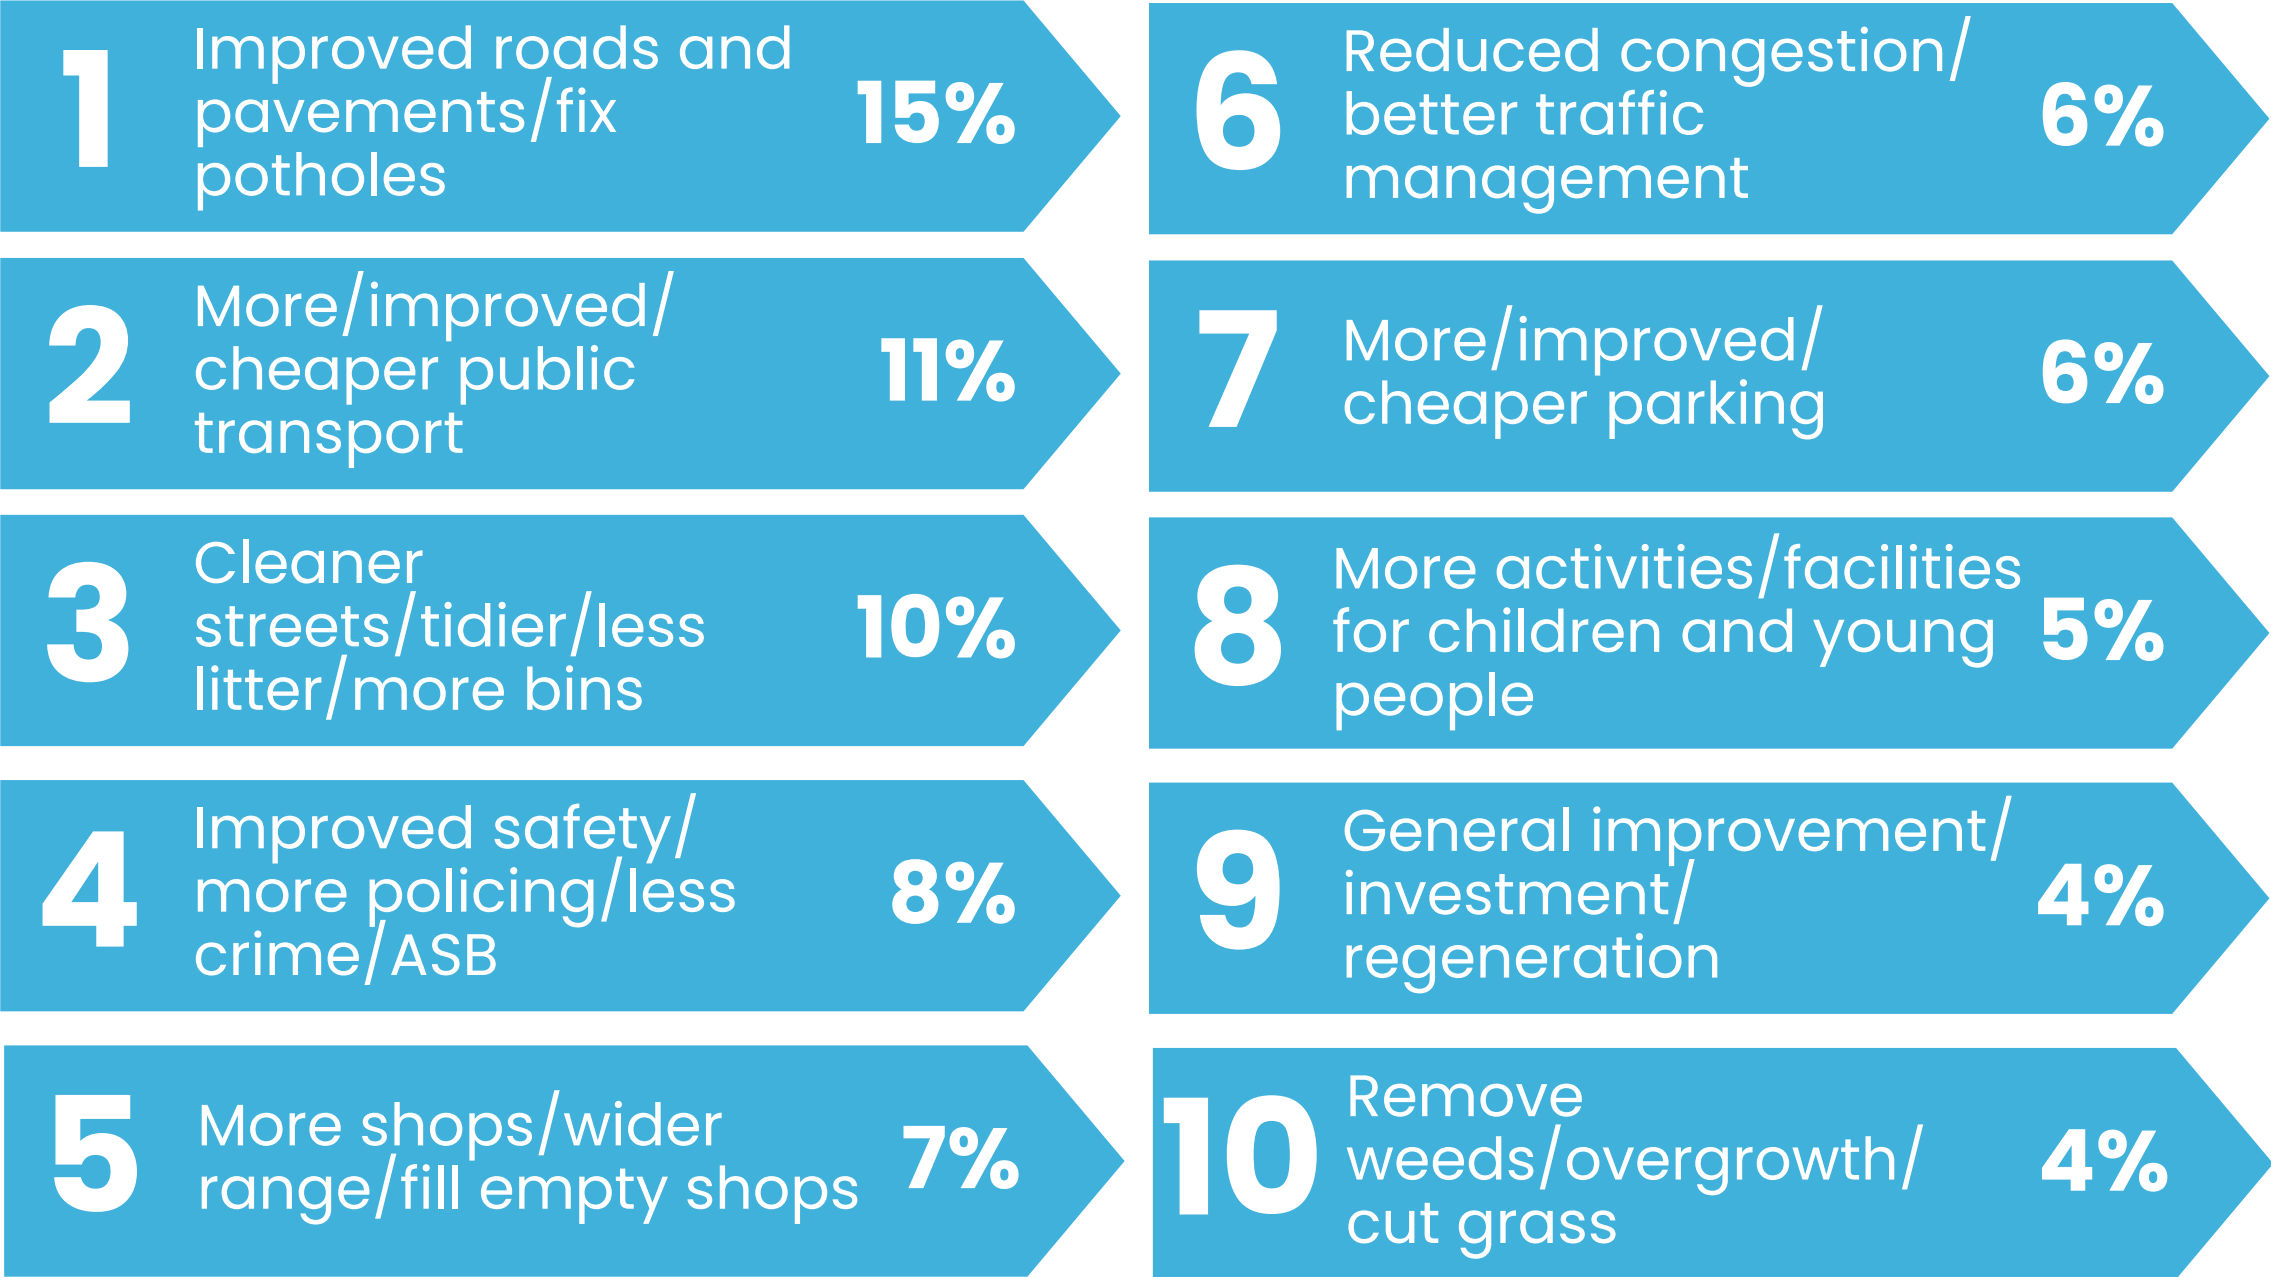 1
Improved roads and
pavements/fix
potholes
15%
2
More/improved/
cheaper public
transport
11%
3
Cleaner
streets/tidier/less
litter/more bins
10%
4
Improved safety/
more policing/less
crime/ASB
8%
5
More shops/wider
range/fill empty shops
7%
6
Reduced congestion/
better traffic
management
6%
7
More/improved/
cheaper parking
6%
8
More activities/facilities
for children and young
people
5%
9
General improvement/
investment/
regeneration
4%
10
Remove
weeds/overgrowth/
cut grass
4%